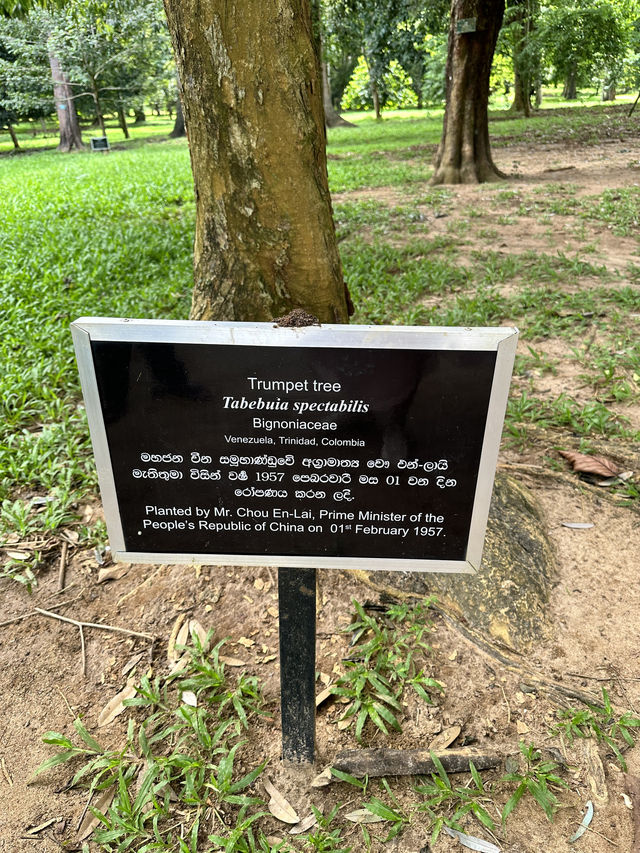 Trumpet tree
Tabebuia spectabilis
Bignoniaceae
Venezuela, Trinidad, Colombia
මහජන චීන සමූහාණ්ඩුවේ අග්‍රාමාත්‍ය චෞ එන්-ලායි
මැතිතුමා විසින් වර්ෂ 1957 පෙබරවාරි මස 01 වන දින
රෝපණය කරන ලදි.
Planted by Mr. Chou En-Lai, Prime Minister of the
People's Republic of China on 01st February 1957.